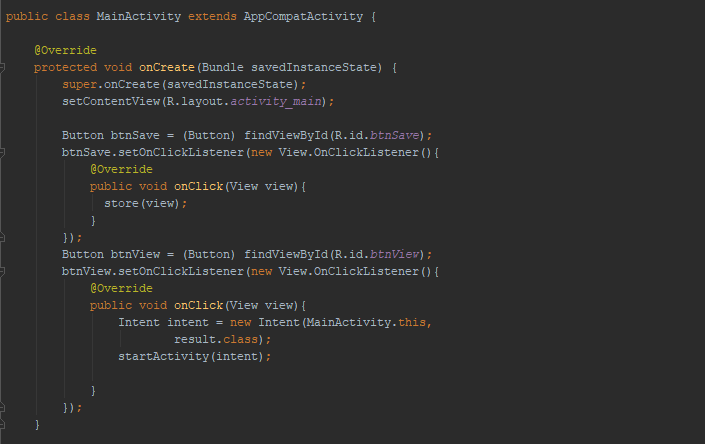 public class MainActivity extends AppCompatActivity {
@Override
protected void onCreate(Bundle savedInstanceState) {
super.onCreate(savedInstanceState);
setContentView(R.layout.activity_main);
Button btnSave = (Button) findViewById(R.id.btnSave);
btnSave.setOnClickListener(new View.OnClickListener(){
@Override
public void onClick(View view){
store(view);
}
});
Button btnView = (Button) findViewById(R.id.btnView);
btnView.setOnClickListener(new View.OnClickListener(){
@Override
public void onClick(View view){
Intent intent = new Intent(MainActivity.this,
result.class);
startActivity(intent);
}
});
}